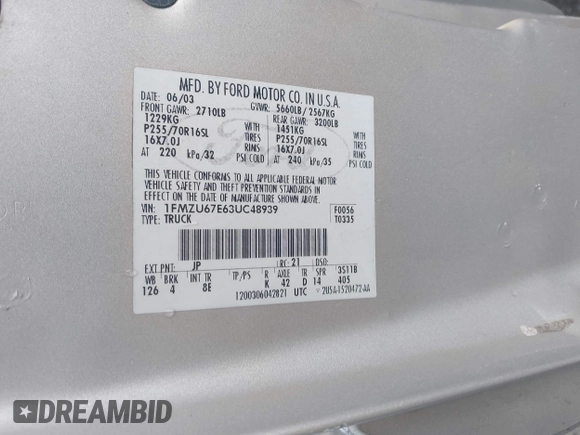 MFD. BY FORD MOTOR CO. IN U.S.A.
DATE: 06/03 GVWR: 5660LB / 2567KG
FRONT GAWR: 2710LB REAR GAWR: 3200LB
1229KG WITH 1451KG WITH
P255/70R16SL TIRES P255/70R16SL TIRES
16X7.0J RIMS 16X7.0J RIMS
AT 220 kPa/32 PSI COLD AT 240 kPa/35 PSI COLD
THIS VEHICLE CONFORMS TO ALL APPLICABLE FEDERAL MOTOR
VEHICLE SAFETY AND THEFT PREVENTION STANDARDS IN
EFFECT ON THE DATE OF MANUFACTURE SHOWN ABOVE.
VIN: 1FMZU67E63UC48939 F0056
TYPE: TRUCK T0335
Ford
EXT PNT: JP RC: 21 DSO:
WB BRK INT TR TP/PS R AXLE TR SPR 3S11B
126 4 8E K 42 D 14 405
1200306042821 UTC 2U5A-1520472-AA
DREAMBID